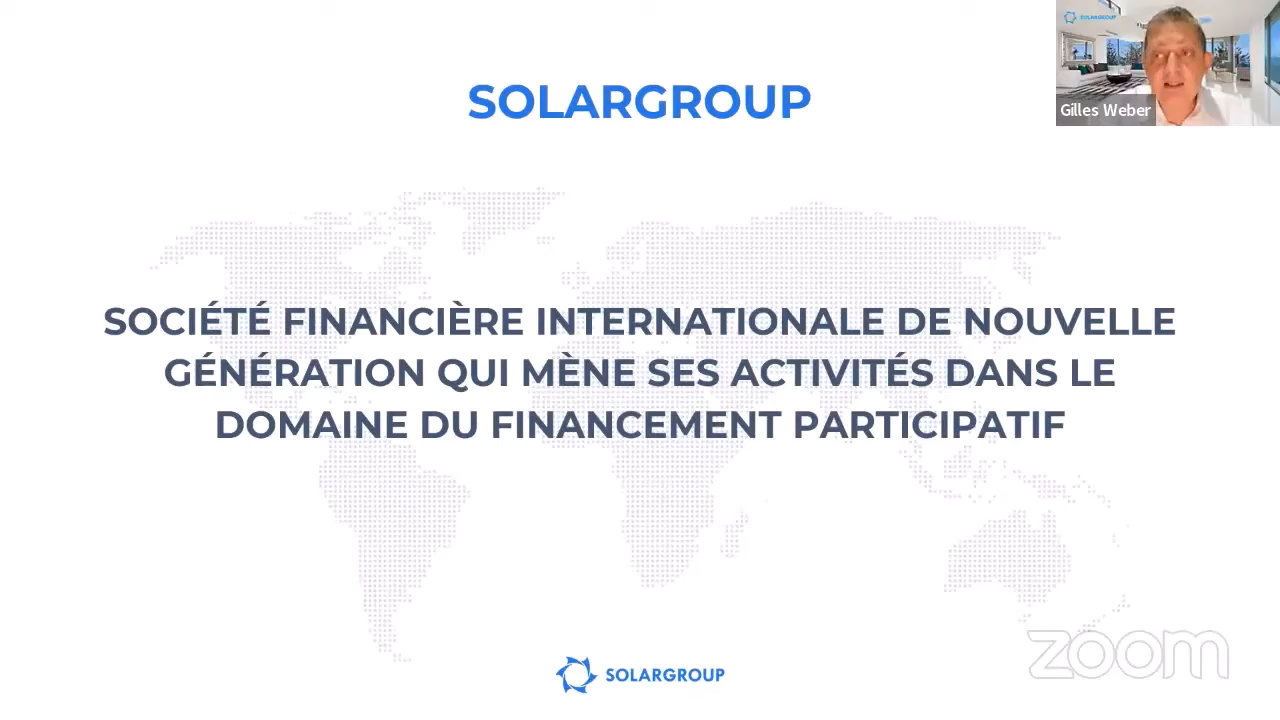 SOLARGROUP
SOLARGROUP
Gilles Weber
SOCIÉTÉ FINANCIÈRE INTERNATIONALE DE NOUVELLE
GÉNÉRATION QUI MÈNE SES ACTIVITÉS DANS LE
DOMAINE DU FINANCEMENT PARTICIPATIF
zoom
SOLARGROUP